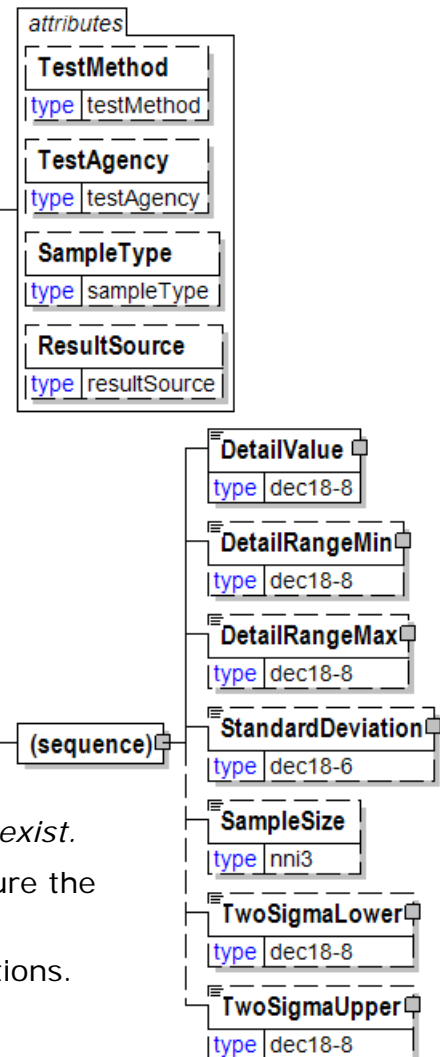 attributes
TestMethod
type testMethod
TestAgency
type testAgency
SampleType
type sampleType
ResultSource
type resultSource
DetailValue
type dec18-8
DetailRangeMin
type dec18-8
DetailRangeMax
type dec18-8
(sequence)
StandardDeviation
type dec18-6
exist.
SampleSize
type nni3
ure the
TwoSigmaLower
type dec18-8
tions.
TwoSigmaUpper
type dec18-8